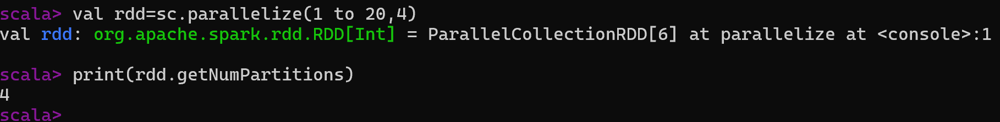 scala> val rdd=sc.parallelize(1 to 20,4)
val rdd: org.apache.spark.rdd.RDD[Int] = ParallelCollectionRDD[6] at parallelize at <console>:1
scala> print(rdd.getNumPartitions)
4
scala>